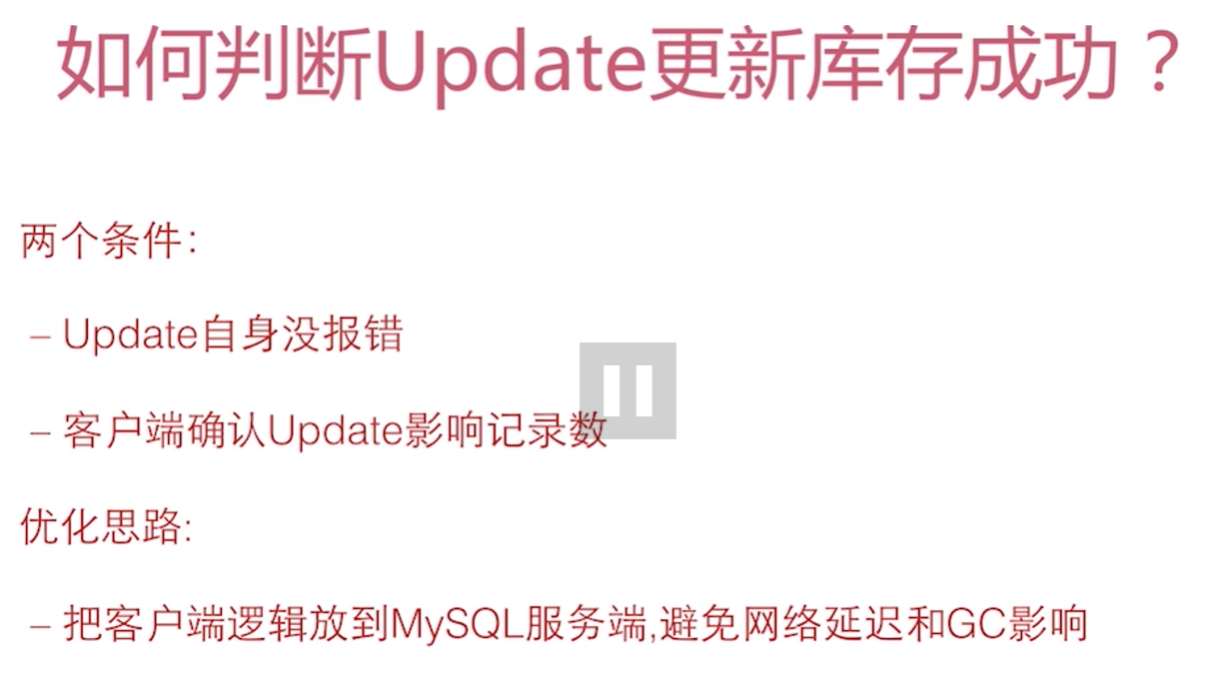 如何判断Update更新库存成功？
两个条件：
– Update自身没报错
– 客户端确认Update影响记录数
优化思路:
– 把客户端逻辑放到MySQL服务端,避免网络延迟和GC影响